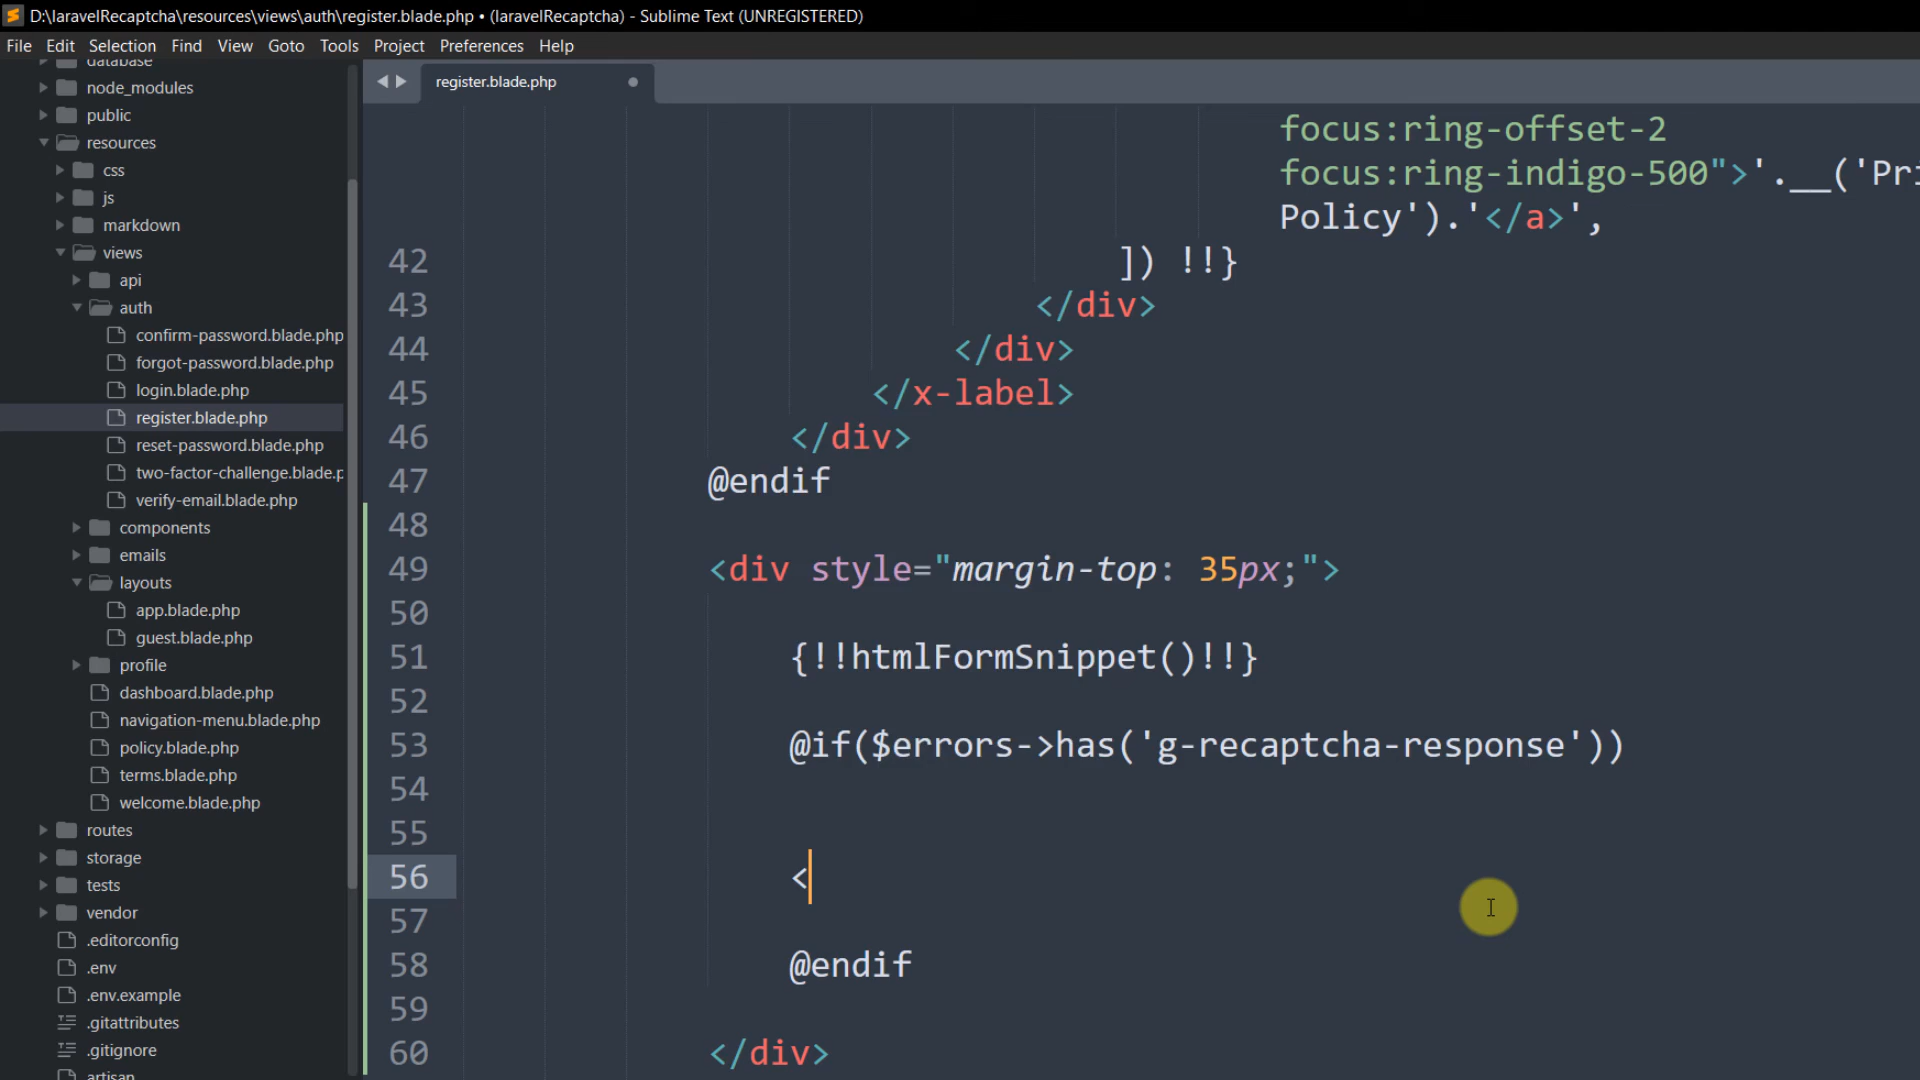 D:\laravelRecaptcha\resources\views\auth\register.blade.php • (laravelRecaptcha) - Sublime Text (UNREGISTERED)
File Edit Selection Find View Goto Tools Project Preferences Help
database
node_modules
public
resources
css
js
markdown
views
api
auth
confirm-password.blade.php
forgot-password.blade.php
login.blade.php
register.blade.php
reset-password.blade.php
two-factor-challenge.blade.p
verify-email.blade.php
components
emails
layouts
app.blade.php
guest.blade.php
profile
dashboard.blade.php
navigation-menu.blade.php
policy.blade.php
terms.blade.php
welcome.blade.php
routes
storage
tests
vendor
.editorconfig
.env
.env.example
.gitattributes
.gitignore
artisan
register.blade.php
focus:ring-offset-2
focus:ring-indigo-500">'.__('Pri
Policy').'</a>',
42 ]) !!}
43 </div>
44 </div>
45 </x-label>
46 </div>
47 @endif
48
49 <div style="margin-top: 35px;">
50
51 {!!htmlFormSnippet()!!}
52
53 @if($errors->has('g-recaptcha-response'))
54
55
56 <
57
58 @endif
59
60 </div>